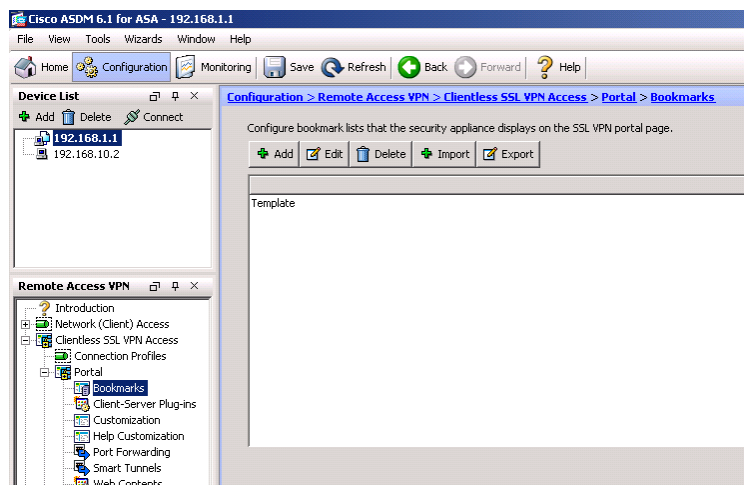 Cisco ASDM 6.1 for ASA - 192.168.1.1
File View Tools Wizards Window Help
Home Configuration Monitoring Save Refresh Back Forward Help
Device List
Add Delete Connect
192.168.1.1
192.168.10.2
Configuration > Remote Access VPN > Clientless SSL VPN Access > Portal > Bookmarks
Configure bookmark lists that the security appliance displays on the SSL VPN portal page.
Add Edit Delete Import Export
Template
Remote Access VPN
Introduction
Network (Client) Access
Clientless SSL VPN Access
Connection Profiles
Portal
Bookmarks
Client-Server Plug-ins
Customization
Help Customization
Port Forwarding
Smart Tunnels
Web Contents